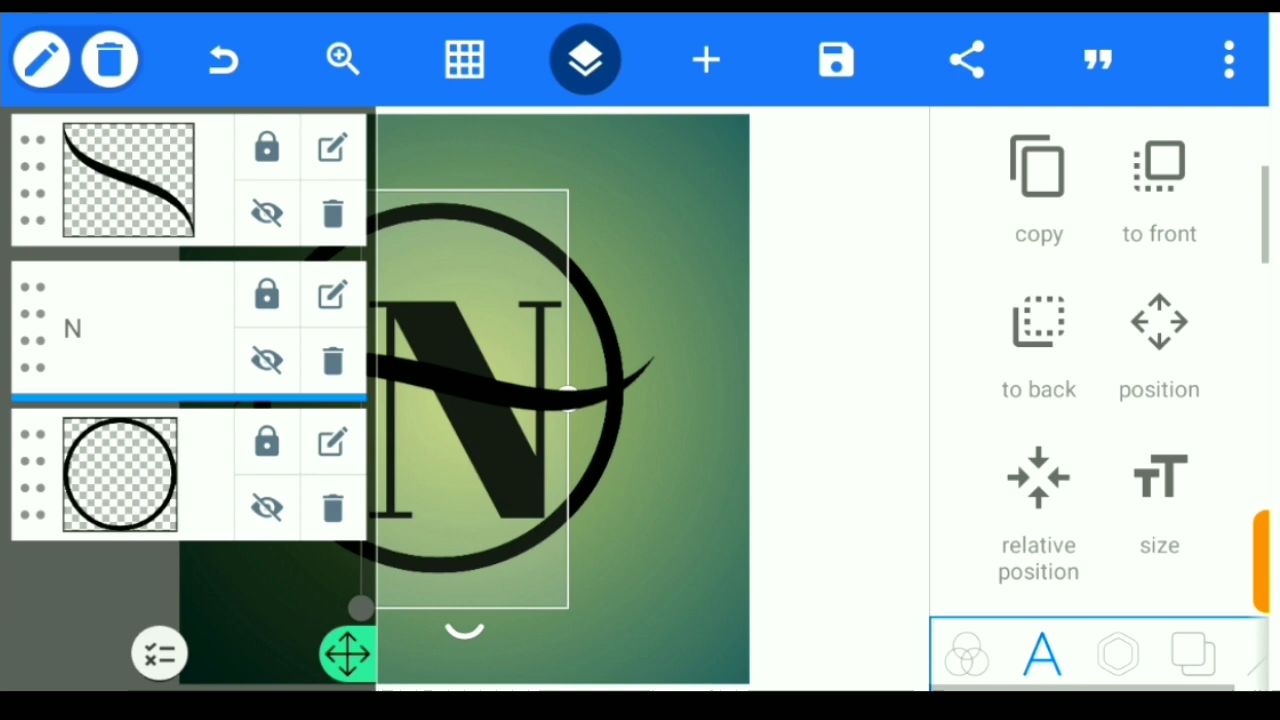 copy
to front
N
N
to back
position
relative
position
size